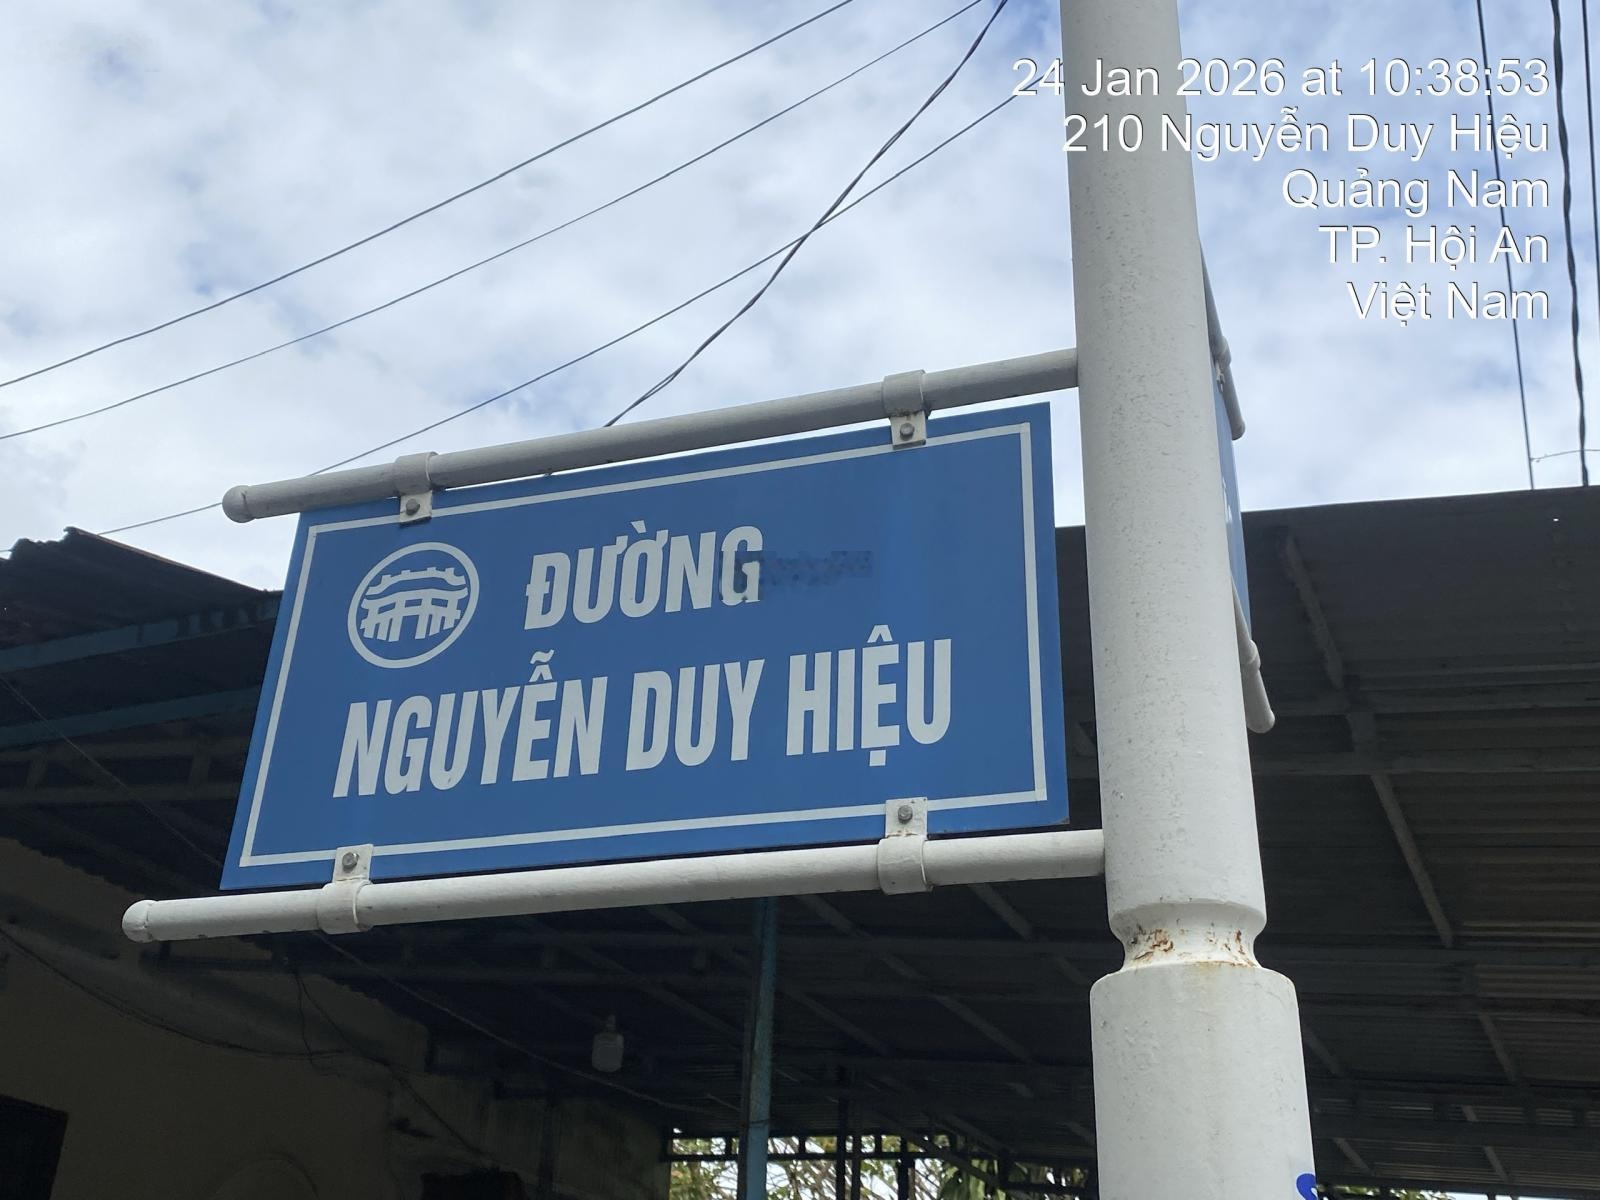 24 Jan 2026 at 10:38:53
210 Nguyễn Duy Hiệu
Quảng Nam
TP. Hội An
Việt Nam
ĐƯỜNG
NGUYỄN DUY HIỆU